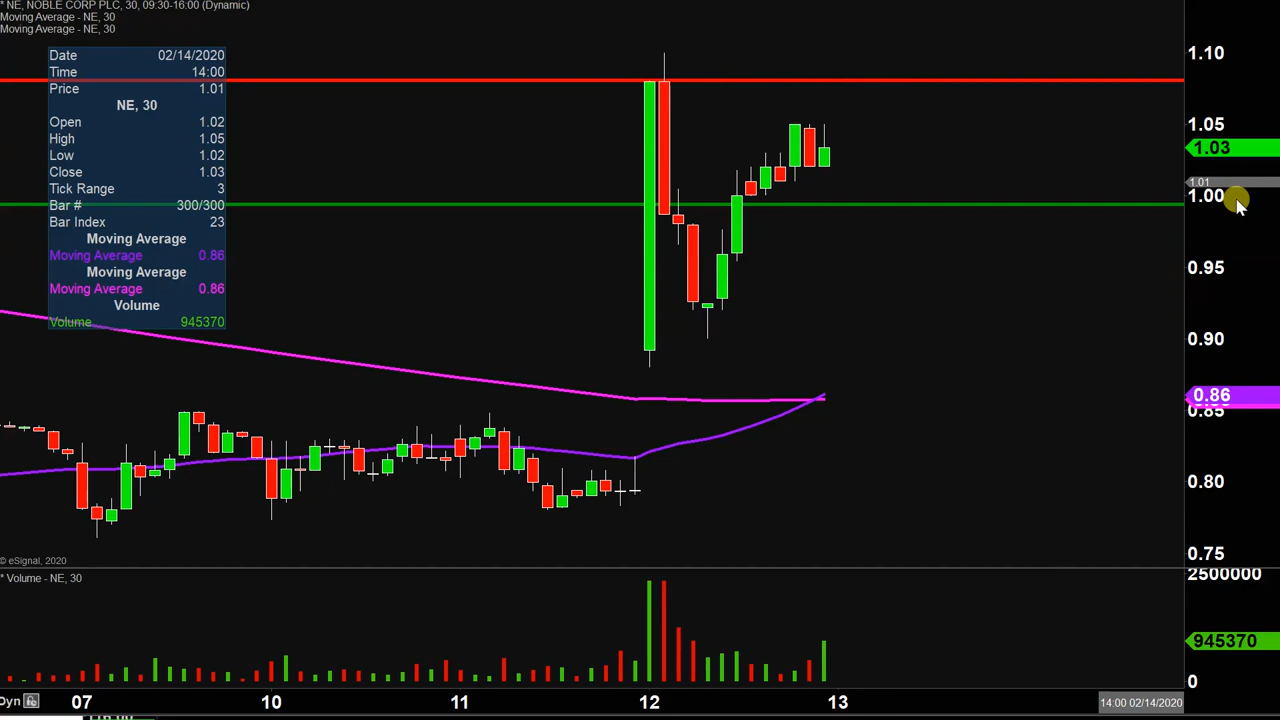 * NE, NOBLE CORP PLC, 30, 09:30-16:00 (Dynamic)
Moving Average - NE, 30
Moving Average - NE, 30
Date 02/14/2020
Time 14:00
Price 1.01
NE, 30
Open 1.02
High 1.05
Low 1.02
Close 1.03
Tick Range 3
Bar # 300/300
Bar Index 23
Moving Average
Moving Average 0.86
Moving Average
Moving Average 0.86
Volume
Volume 945370
1.10
1.05
1.03
1.01
1.00
0.95
0.90
0.86
0.85
0.80
0.75
© eSignal, 2020
* Volume - NE, 30
2500000
945370
0
Dyn 07 10 11 12 13 14:00 02/14/2020